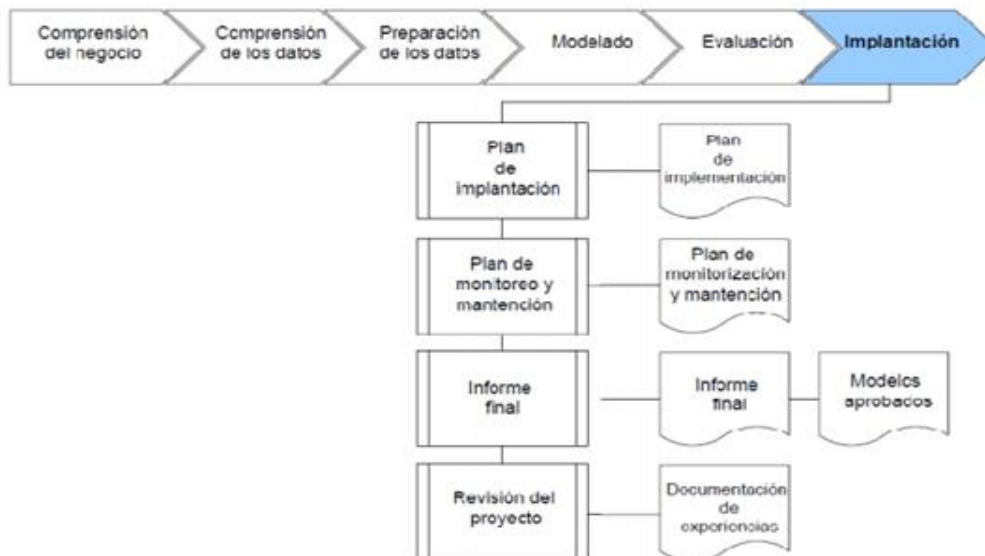 Comprensión
del negocio
Comprensión
de los datos
Preparación
de los datos
Modelado
Evaluación
Implantación
Plan
de
implantación
Plan
de
implementación
Plan de
monitoreo y
mantención
Plan de
monitorización
y mantención
Informe
final
Informe
final
Modelos
aprobados
Revisión del
proyecto
Documentación
de
experiencias